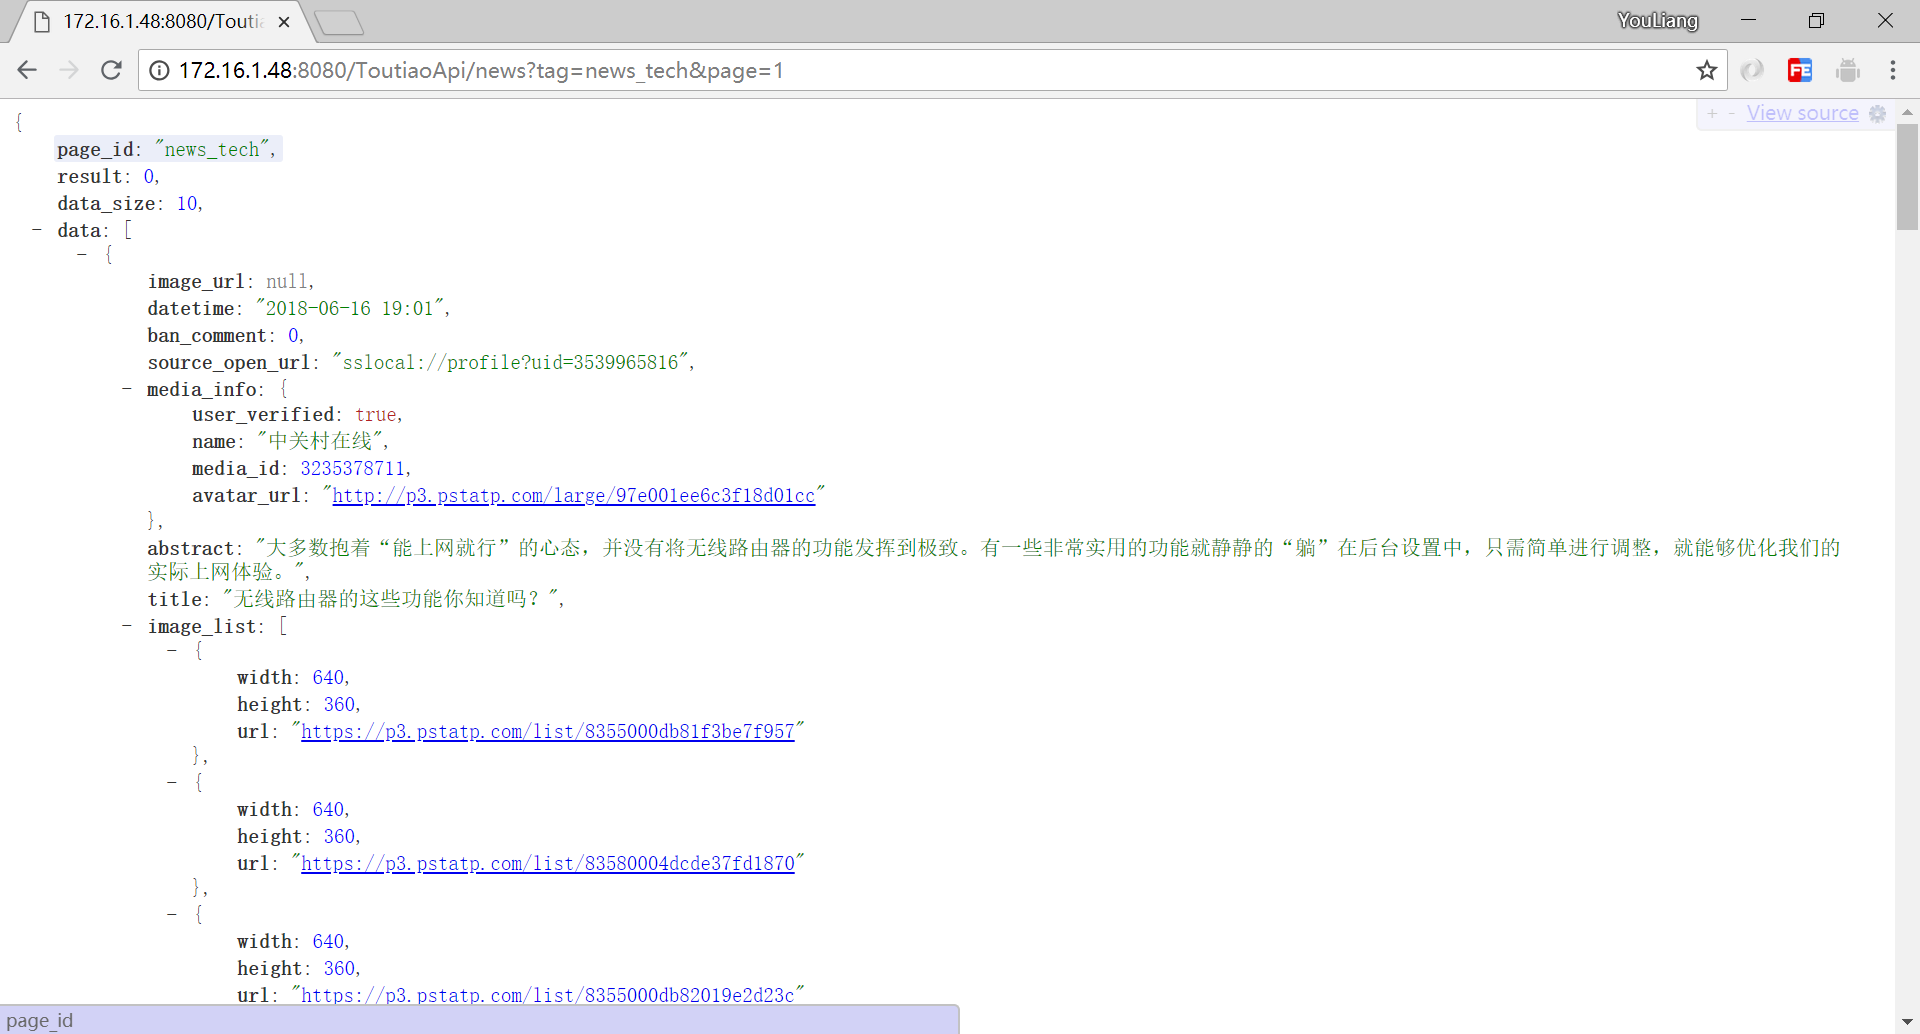 172.16.1.48:8080/Touti
YouLiang
172.16.1.48:8080/ToutiaoApi/news?tag=news_tech&page=1
+ - View source
{
page_id: "news_tech",
result: 0,
data_size: 10,
- data: [
- {
image_url: null,
datetime: "2018-06-16 19:01",
ban_comment: 0,
source_open_url: "sslocal://profile?uid=3539965816",
- media_info: {
user_verified: true,
name: "中关村在线",
media_id: 3235378711,
avatar_url: "http://p3.pstatp.com/large/97e001ee6c3f18d01cc"
},
abstract: "大多数抱着“能上网就行”的心态，并没有将无线路由器的功能发挥到极致。有一些非常实用的功能就静静的“躺”在后台设置中，只需简单进行调整，就能够优化我们的
实际上网体验。",
title: "无线路由器的这些功能你知道吗？",
- image_list: [
- {
width: 640,
height: 360,
url: "https://p3.pstatp.com/list/8355000db81f3be7f957"
},
- {
width: 640,
height: 360,
url: "https://p3.pstatp.com/list/83580004dcde37fd1870"
},
- {
width: 640,
height: 360,
url: "https://p3.pstatp.com/list/8355000db82019e2d23c"
page_id